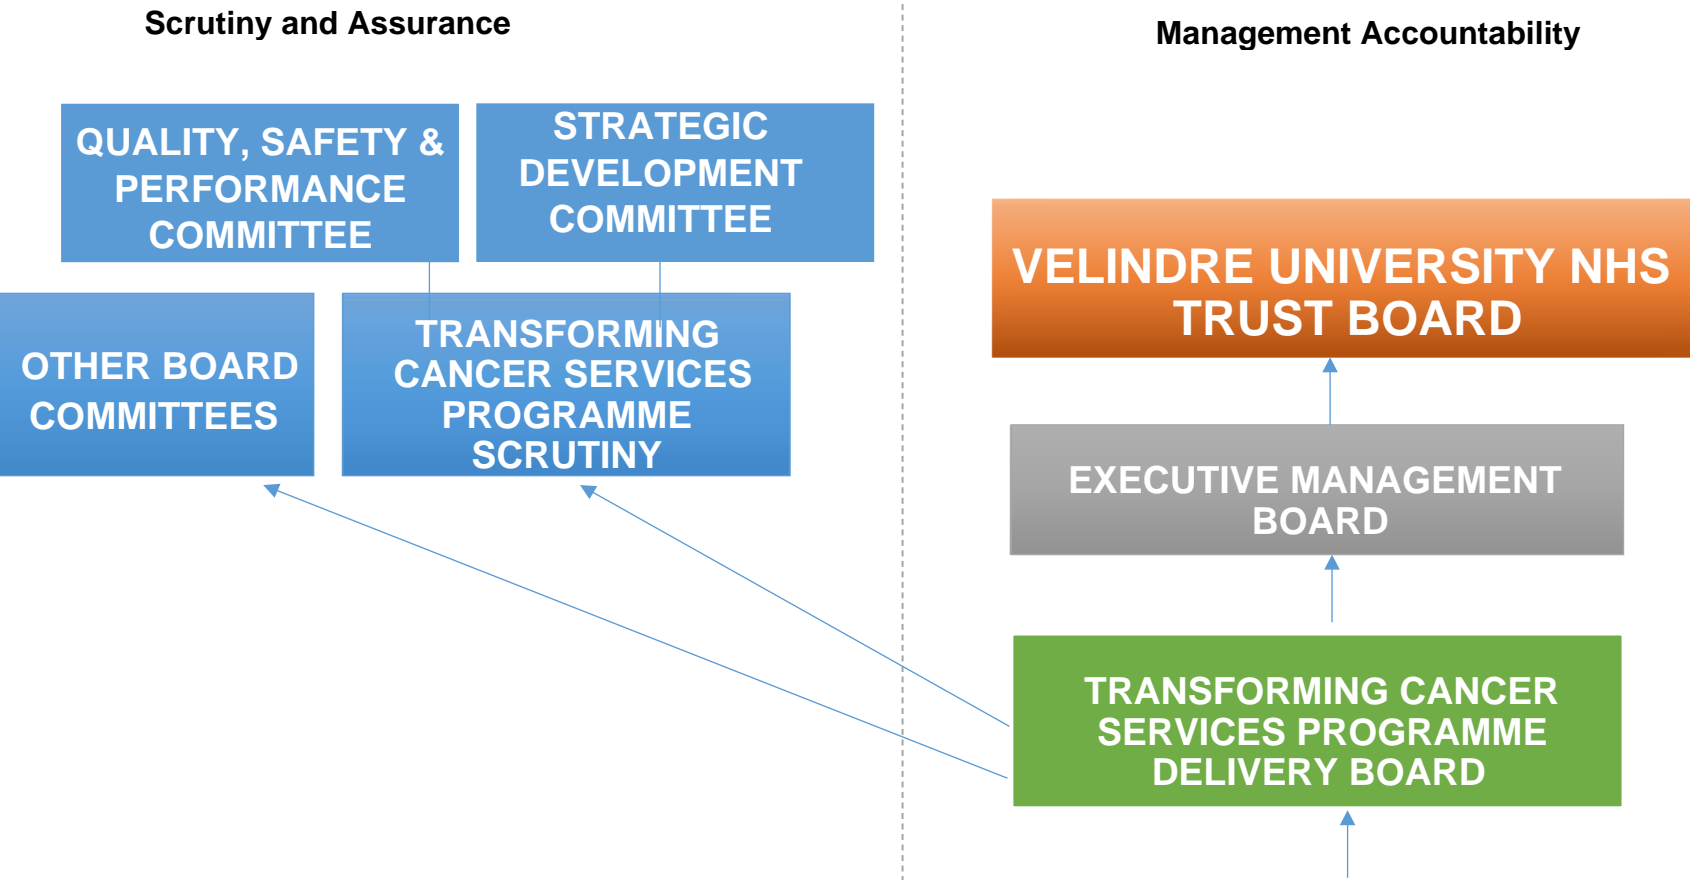 Scrutiny and Assurance
Management Accountability
QUALITY, SAFETY &
PERFORMANCE
COMMITTEE
STRATEGIC
DEVELOPMENT
COMMITTEE
OTHER BOARD
COMMITTEES
TRANSFORMING
CANCER SERVICES
PROGRAMME
SCRUTINY
VELINDRE UNIVERSITY NHS
TRUST BOARD
EXECUTIVE MANAGEMENT
BOARD
TRANSFORMING CANCER
SERVICES PROGRAMME
DELIVERY BOARD